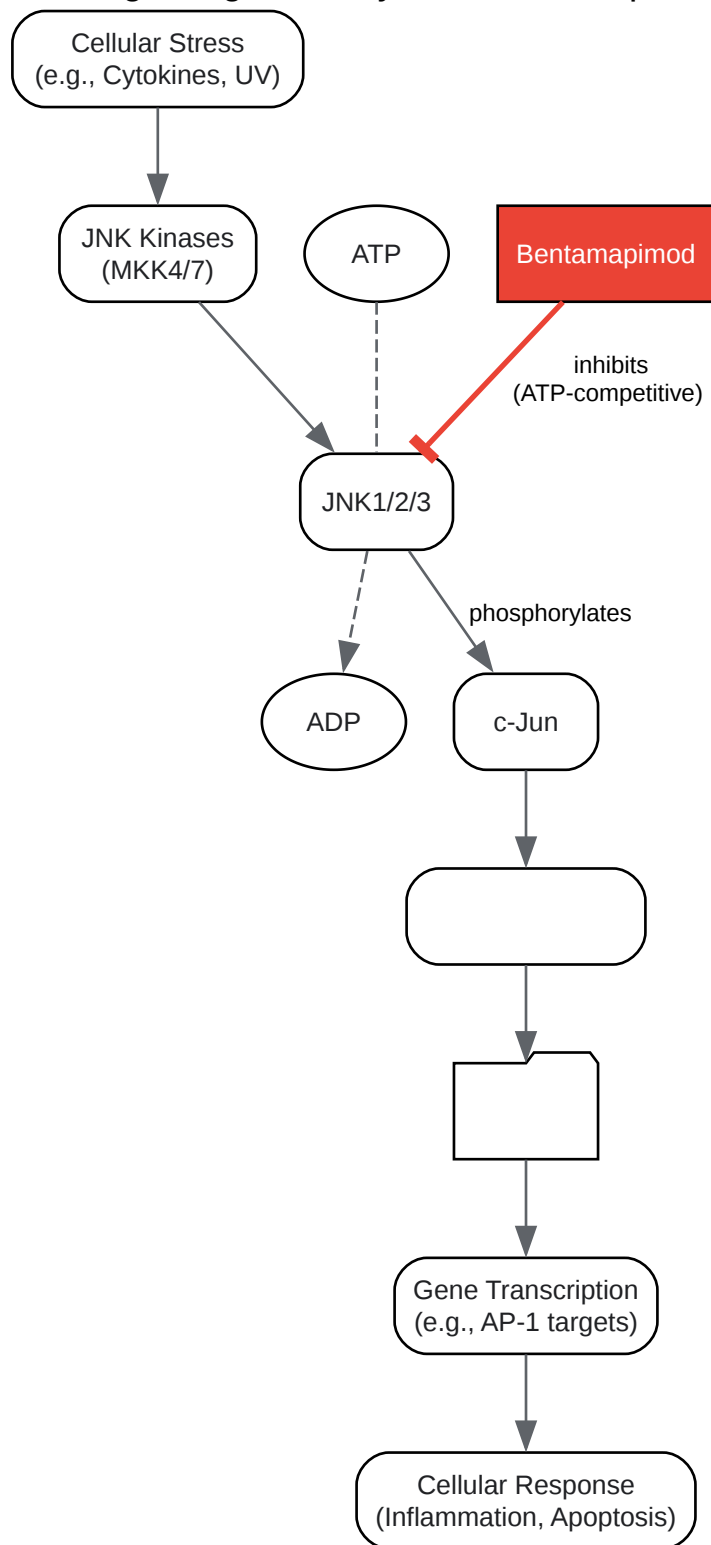 Cellular Stress
(e.g., Cytokines, UV)
JNK Kinases
(MKK4/7)
ATP
Bentamapimod
inhibits
(ATP-competitive)
JNK1/2/3
phosphorylates
ADP
c-Jun
Gene Transcription
(e.g., AP-1 targets)
Cellular Response
(Inflammation, Apoptosis)